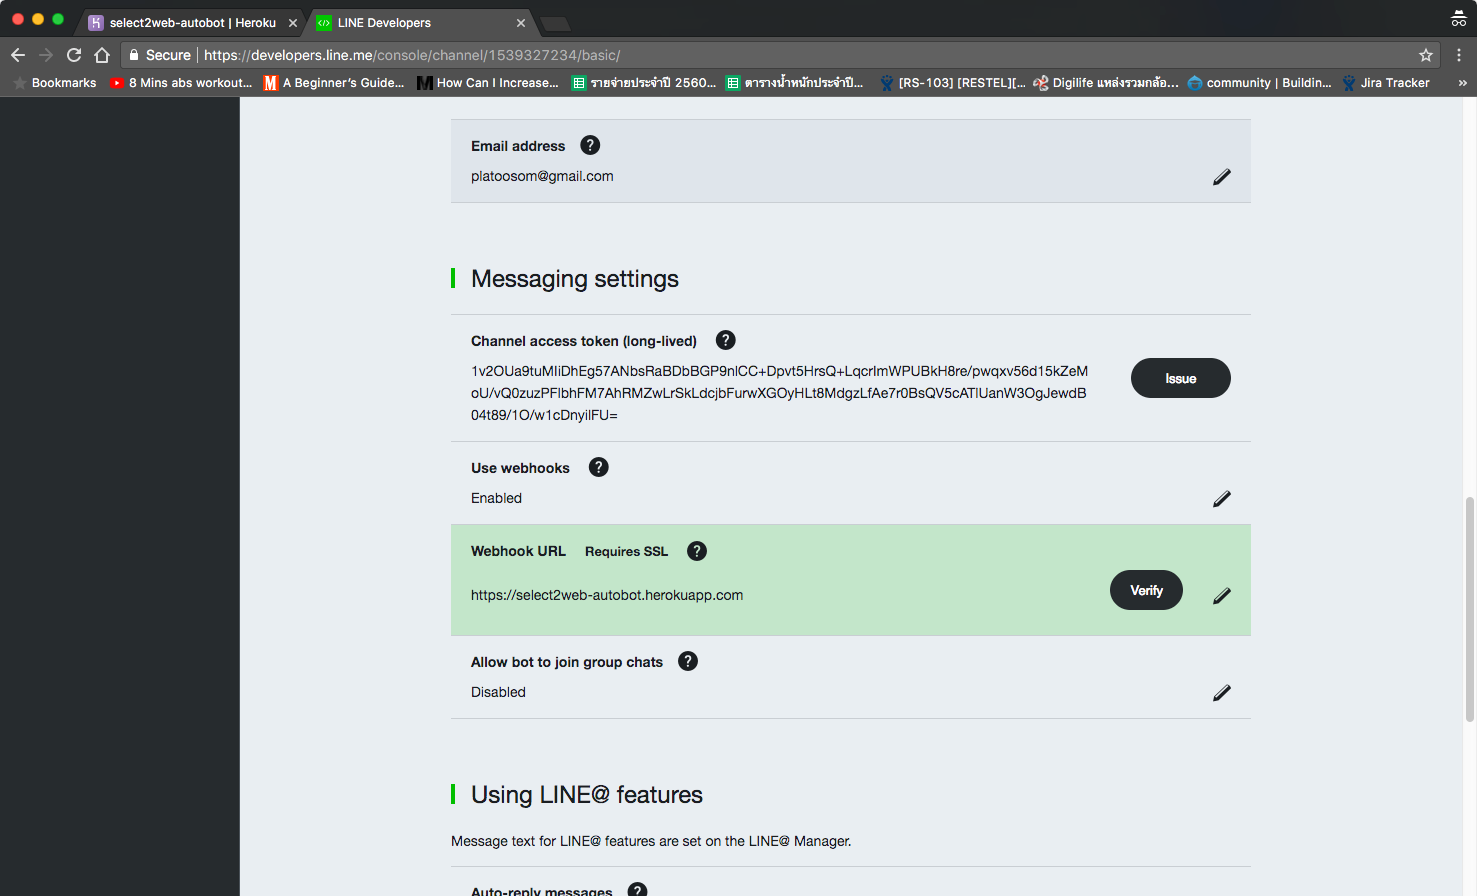 select2web-autobot | Heroku
LINE Developers
Secure
https://developers.line.me/console/channel/1539327234/basic/
Bookmarks
8 Mins abs workout...
A Beginner's Guide...
How Can I Increase...
รายจ่ายประจำปี 2560...
ตารางน้ำหนักประจำปี...
[RS-103] [RESTEL][...
Digilife แหล่งรวมกล้อ...
community | Buildin...
Jira Tracker
Email address
platoosom@gmail.com
Messaging settings
Channel access token (long-lived)
1v2OUa9tuMIiDhEg57ANbsRaBDbBGP9nlCC+Dpvt5HrsQ+LqcrlmWPUBkH8re/pwqxv56d15kZeM
oU/vQ0zuzPFIbhFM7AhRMZwLrSkLdcjbFurwXGOyHLt8MdgzLfAe7r0BsQV5cATlUanW3OgJewdB
04t89/1O/w1cDnyilFU=
Issue
Use webhooks
Enabled
Webhook URL Requires SSL
https://select2web-autobot.herokuapp.com
Verify
Allow bot to join group chats
Disabled
Using LINE@ features
Message text for LINE@ features are set on the LINE@ Manager.
Auto-reply messages